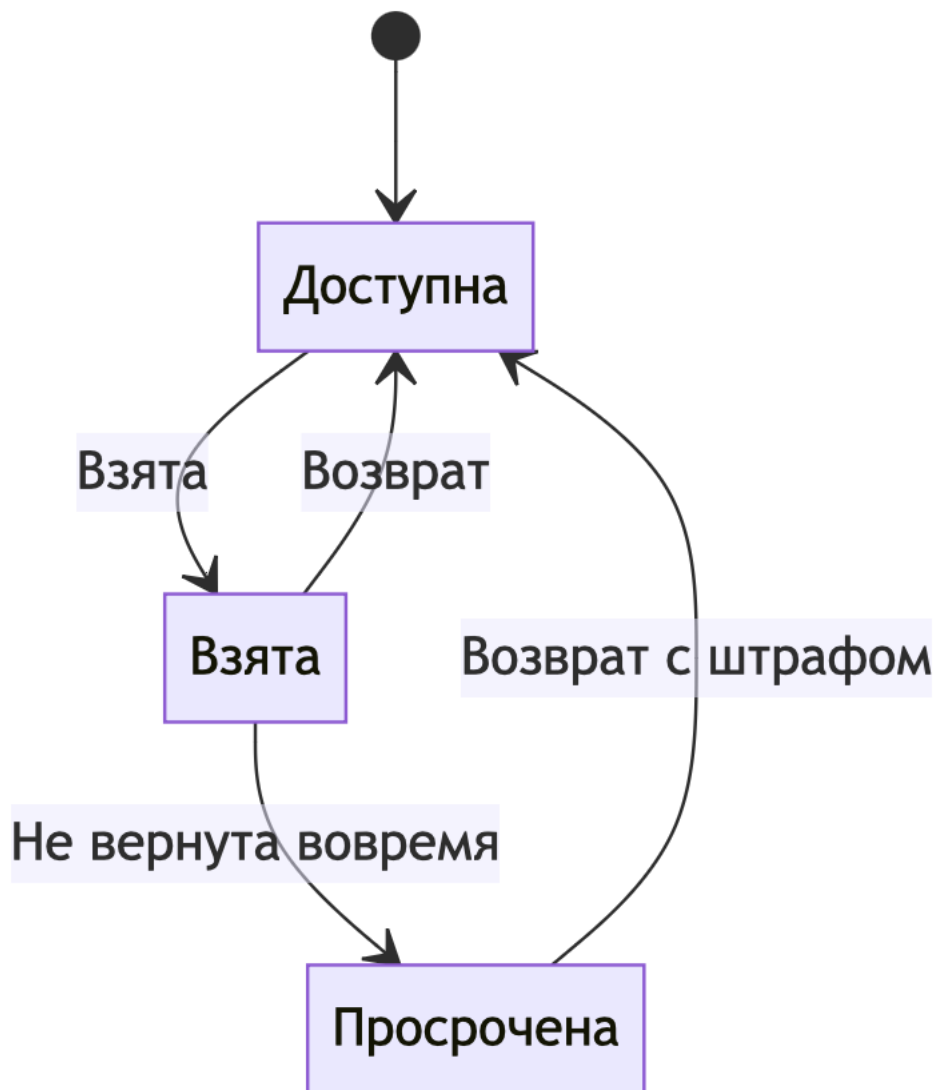 Доступна
Взята
Возврат
Взята
Возврат с штрафом
Не вернута вовремя
Просрочена